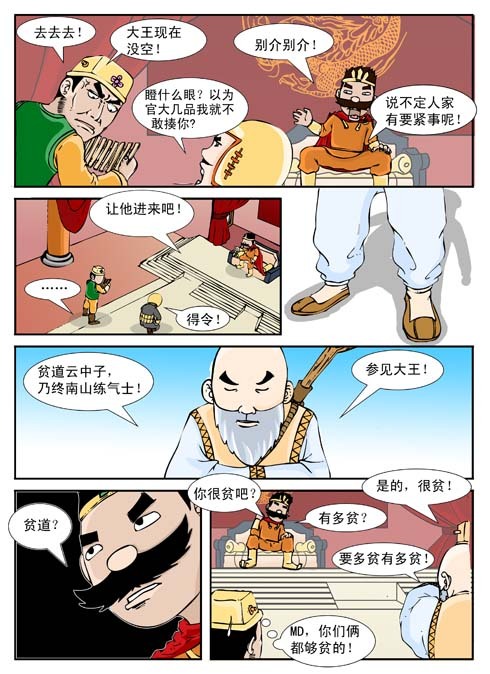 去去去！
大王现在
没空！
瞪什么眼？以为
官大几品我就不
敢揍你？
别介别介！
说不定人家
有要紧事呢！
让他进来吧！
……
得令！
贫道云中子，
乃终南山练气士！
参见大王！
贫道？
你很贫吧？
有多贫？
是的，很贫！
要多贫有多贫！
MD，你们俩
都够贫的！